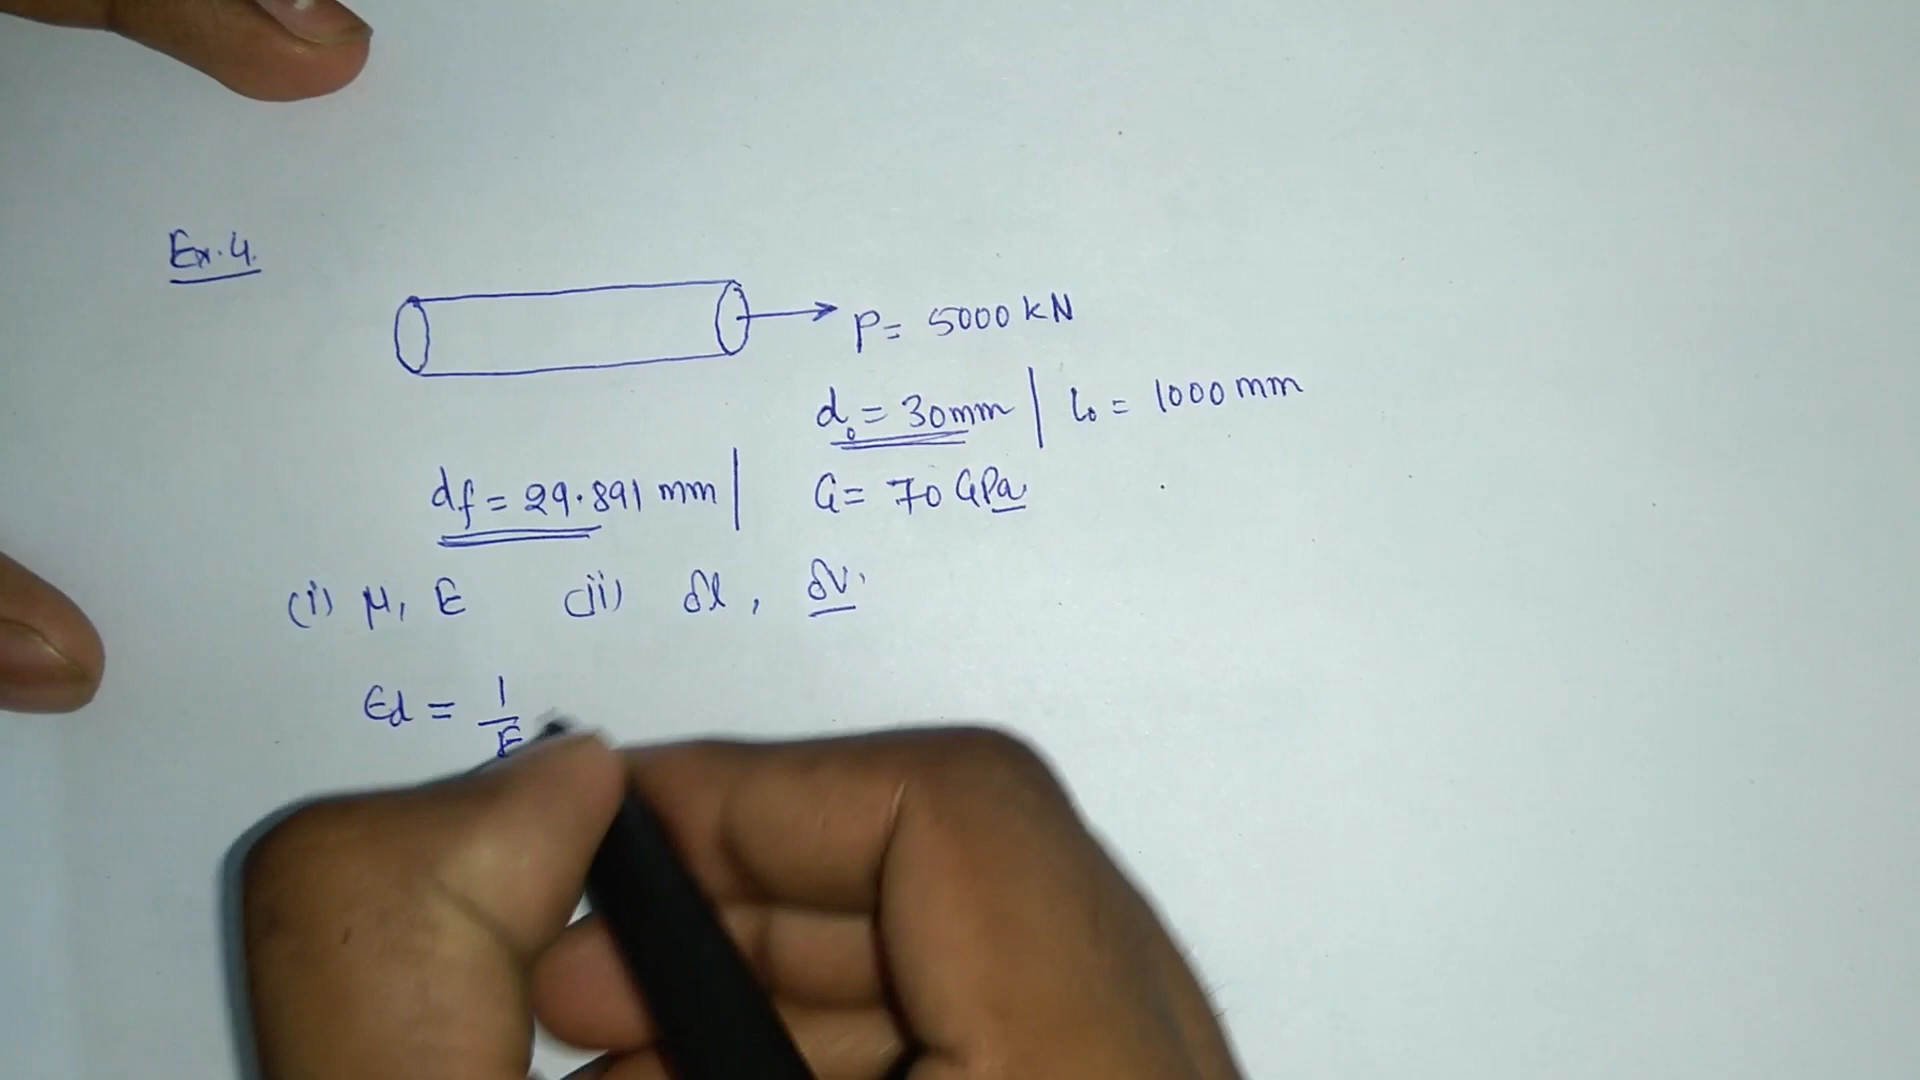 Ex. 4.
P = 5000 kN
d₀ = 30mm | l₀ = 1000 mm
df = 29.891 mm | G = 70 GPa
(i) μ, E (ii) δl, δV.
ϵd = 1/E